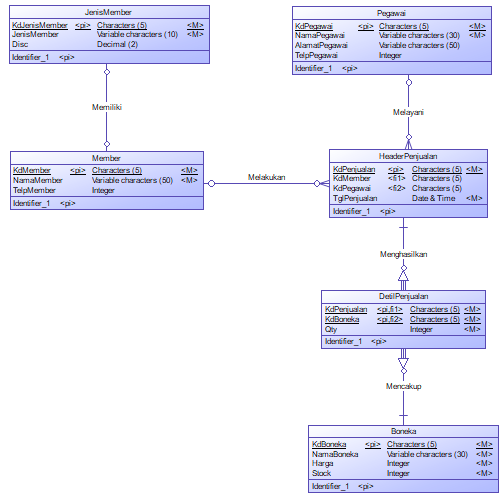 JenisMember
KdJenisMember <pi> Characters (5) <M>
JenisMember Variable characters (10) <M>
Disc Decimal (2)
Identifier_1 <pi>
Pegawai
KdPegawai <pi> Characters (5) <M>
NamaPegawai Variable characters (30) <M>
AlamatPegawai Variable characters (50)
TelpPegawai Integer
Identifier_1 <pi>
Memiliki
Melayani
Member
KdMember <pi> Characters (5) <M>
NamaMember Variable characters (50) <M>
TelpMember Integer
Identifier_1 <pi>
Melakukan
HeaderPenjualan
KdPenjualan <pi> Characters (5) <M>
KdMember <fi1> Characters (5)
KdPegawai <fi2> Characters (5)
TglPenjualan Date & Time <M>
Identifier_1 <pi>
Menghasilkan
DetilPenjualan
KdPenjualan <pi,fi1> Characters (5) <M>
KdBoneka <pi,fi2> Characters (5) <M>
Qty Integer <M>
Identifier_1 <pi>
Mencakup
Boneka
KdBoneka <pi> Characters (5) <M>
NamaBoneka Variable characters (30) <M>
Harga Integer <M>
Stock Integer <M>
Identifier_1 <pi>